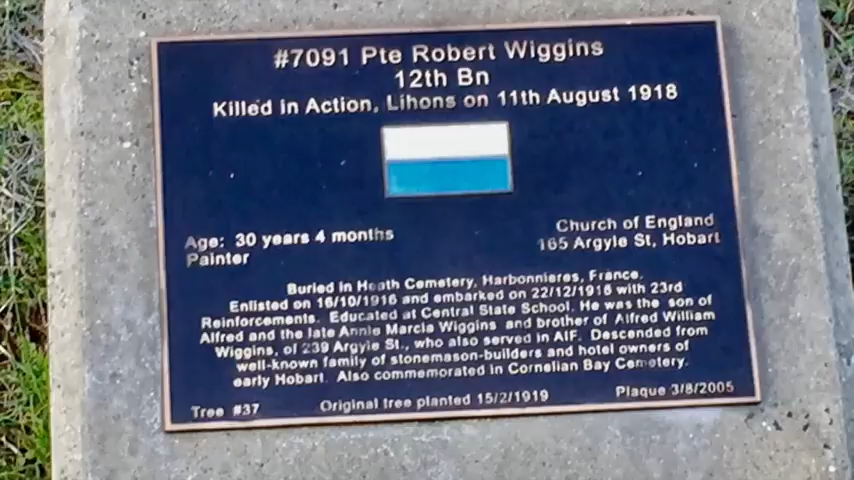 #7091 Pte Robert Wiggins
12th Bn
Killed in Action, Lihons on 11th August 1918
Age: 30 years 4 months
Painter
Church of England
165 Argyle St, Hobart
Buried in Heath Cemetery, Harbonnieres, France.
Enlisted on 16/10/1916 and embarked on 22/12/1916 with 23rd
Reinforcements. Educated at Central State School. He was the son of
Alfred and the late Annie Marcia Wiggins and brother of Alfred William
Wiggins, of 239 Argyle St., who also served in AIF. Descended from
well-known family of stonemason-builders and hotel owners of
early Hobart. Also commemorated in Cornelian Bay Cemetery.
Tree #37
Original tree planted 15/2/1919
Plaque 3/8/2005